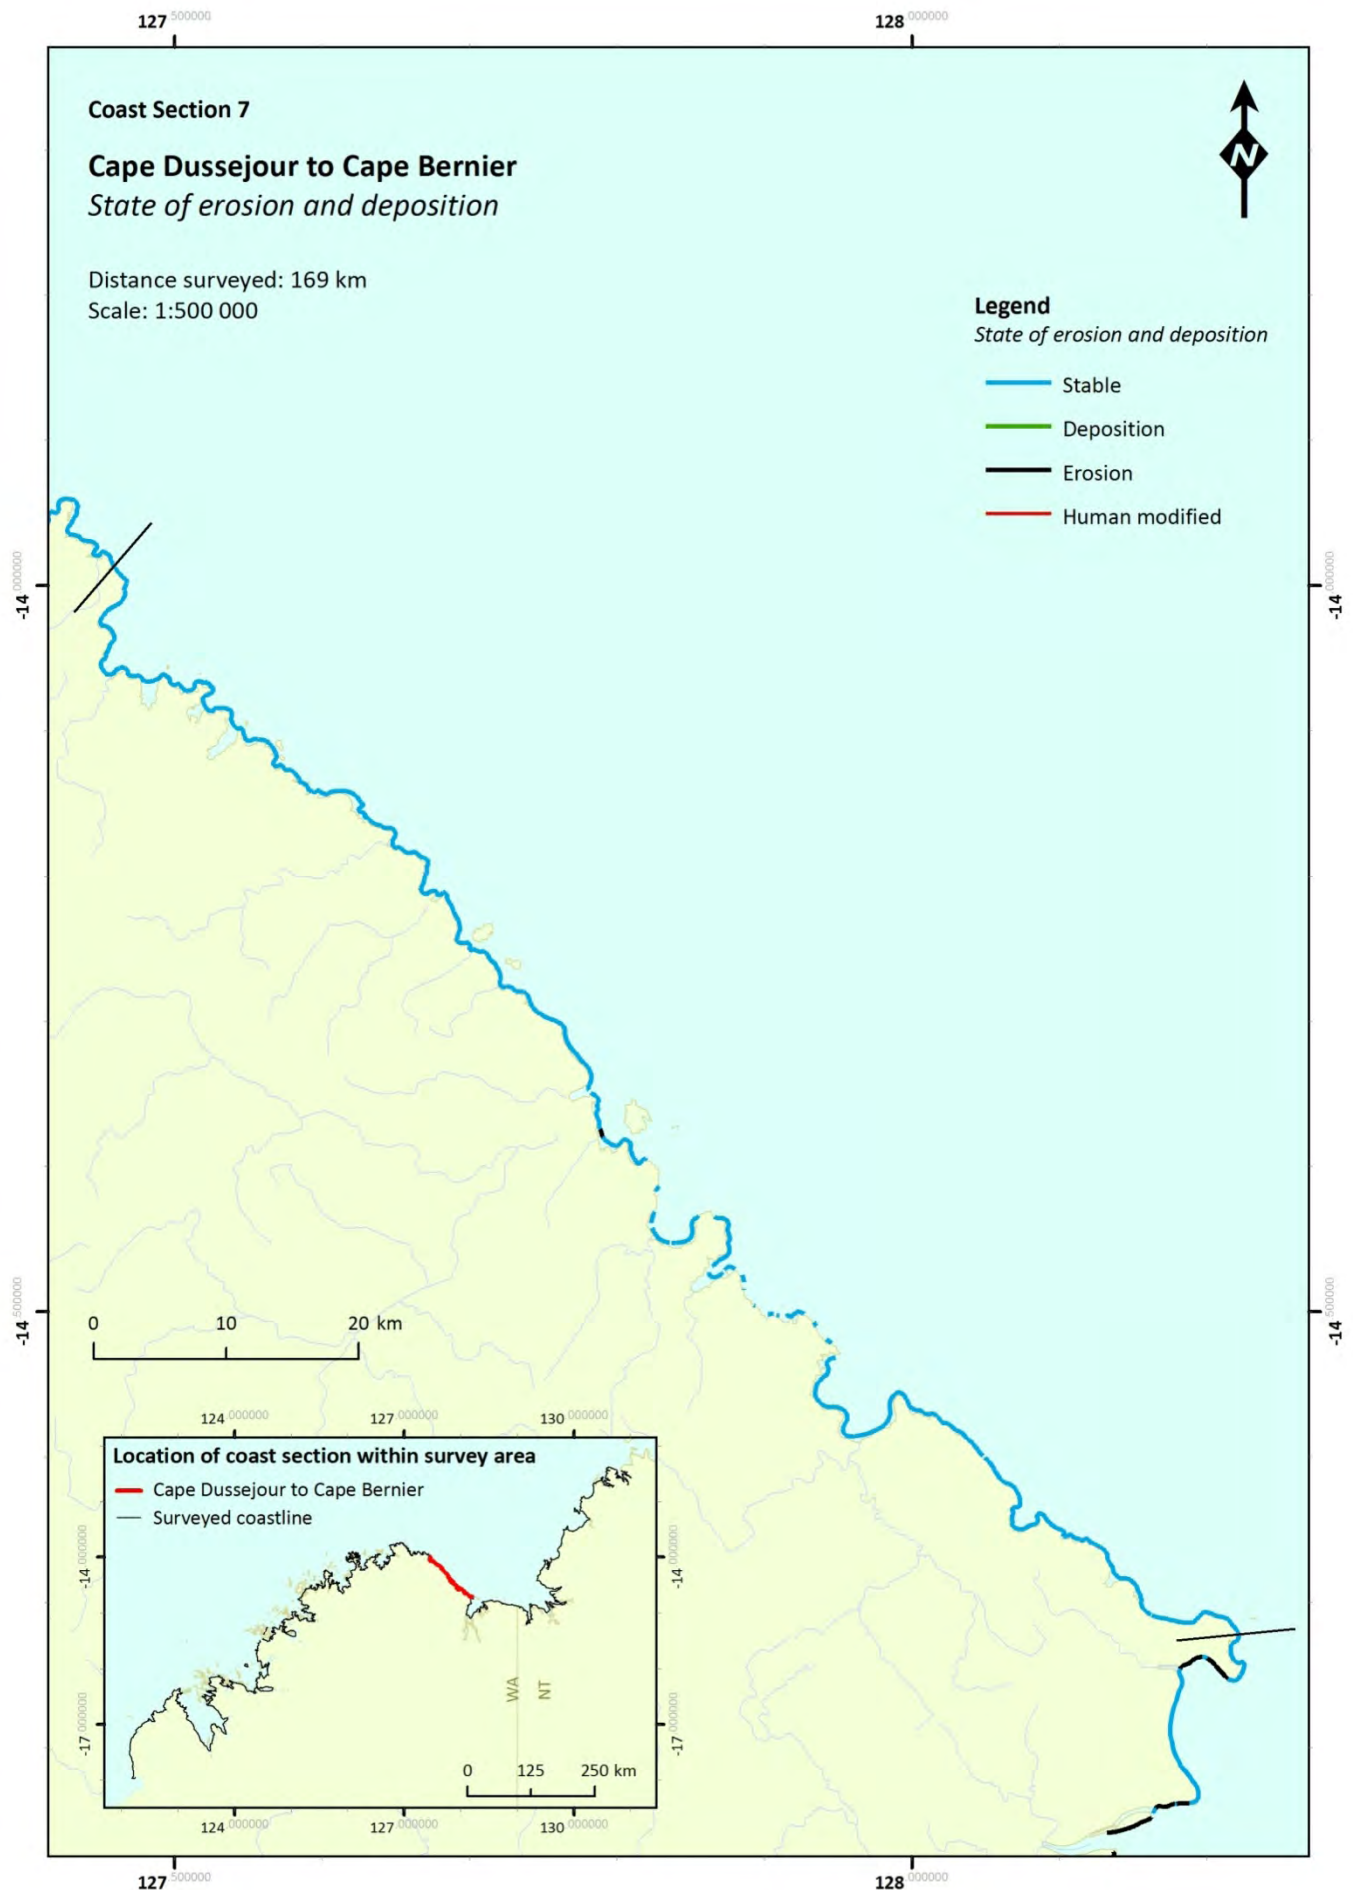 127.500000
128.000000
Coast Section 7
Cape Dussejour to Cape Bernier
State of erosion and deposition
Distance surveyed: 169 km
Scale: 1:500 000
N
Legend
State of erosion and deposition
Stable
Deposition
Erosion
Human modified
-14.000000
-14.000000
-14.500000
-14.500000
0 10 20 km
124.000000
127.000000
130.000000
Location of coast section within survey area
Cape Dussejour to Cape Bernier
Surveyed coastline
-14.000000
-14.000000
WA
NT
-17.000000
-17.000000
0 125 250 km
124.000000
127.000000
130.000000
127.500000
128.000000